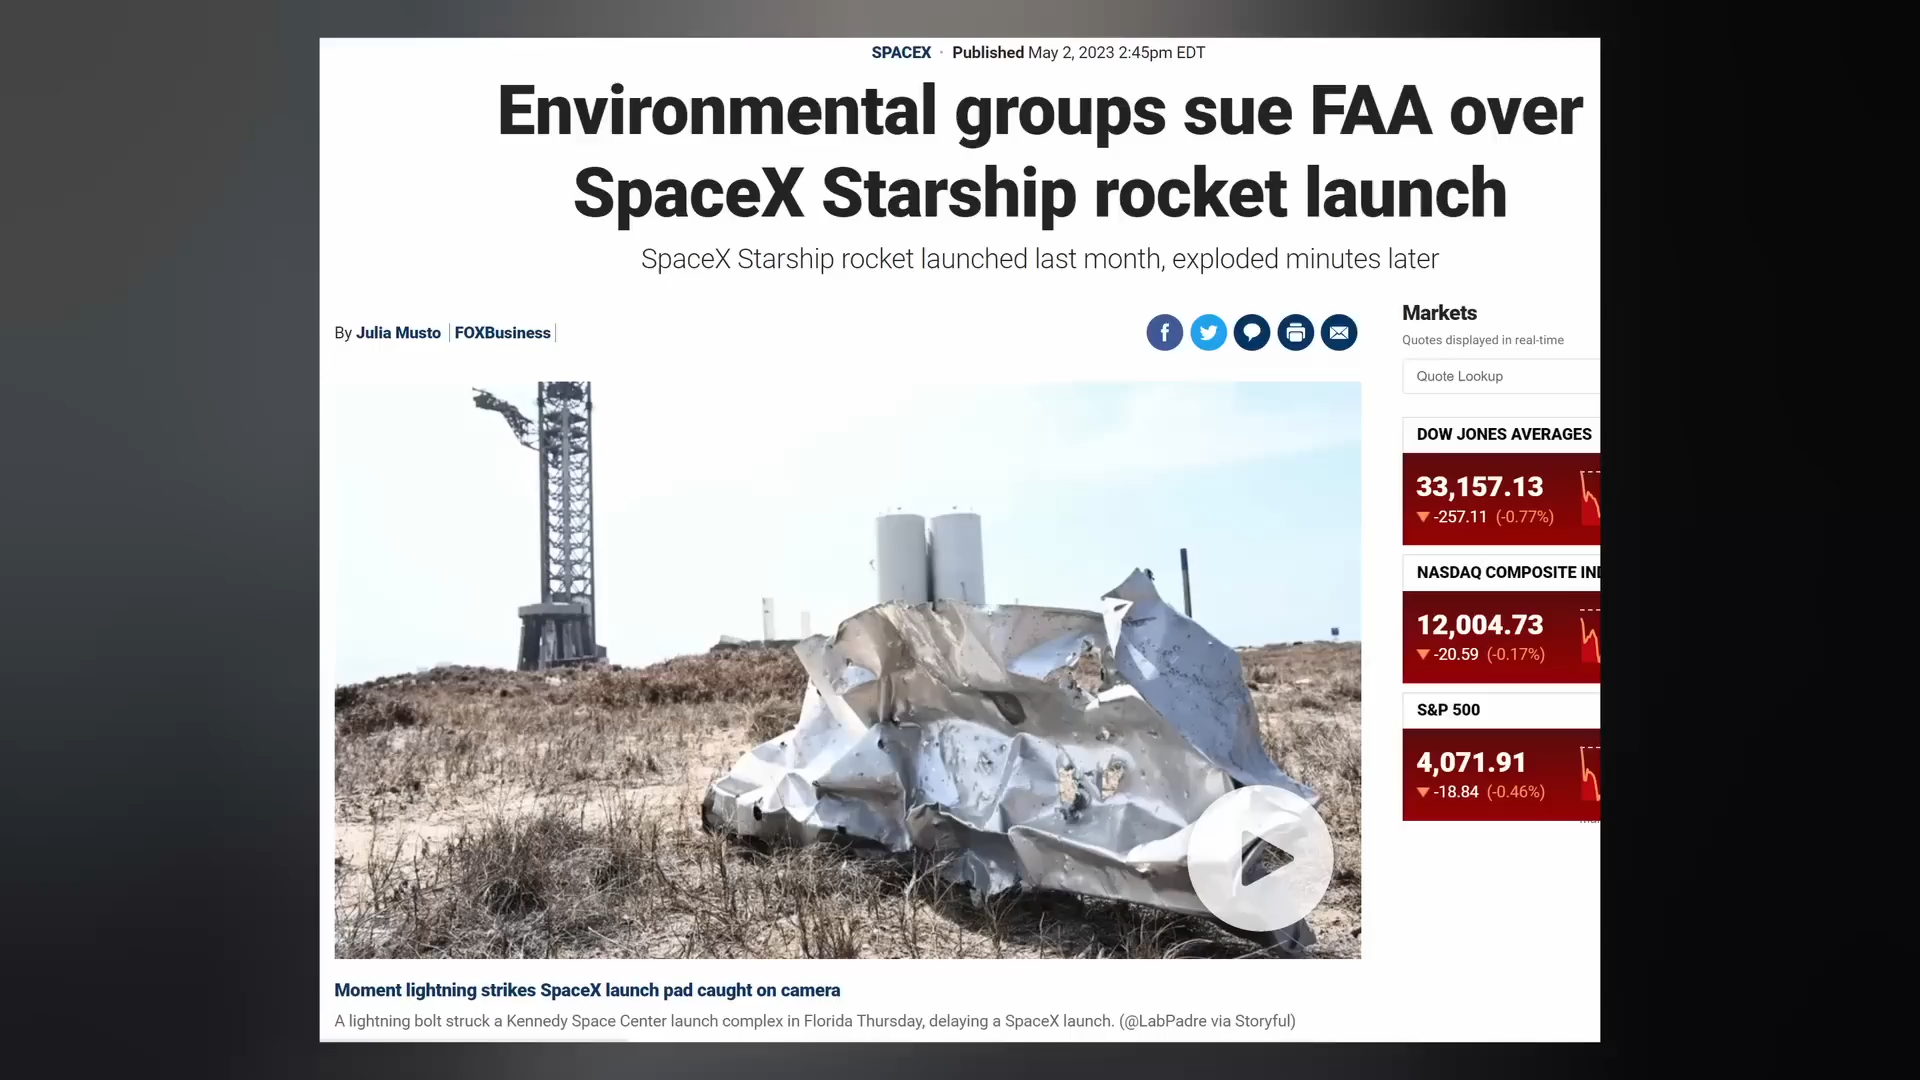 SPACEX · Published May 2, 2023 2:45pm EDT
Environmental groups sue FAA over
SpaceX Starship rocket launch
SpaceX Starship rocket launched last month, exploded minutes later
By Julia Musto | FOXBusiness |
Markets
Quotes displayed in real-time
Quote Lookup
DOW JONES AVERAGES
33,157.13
▼ -257.11 (-0.77%)
NASDAQ COMPOSITE
12,004.73
▼ -20.59 (-0.17%)
S&P 500
4,071.91
▼ -18.84 (-0.46%)
Moment lightning strikes SpaceX launch pad caught on camera
A lightning bolt struck a Kennedy Space Center launch complex in Florida Thursday, delaying a SpaceX launch. (@LabPadre via Storyful)